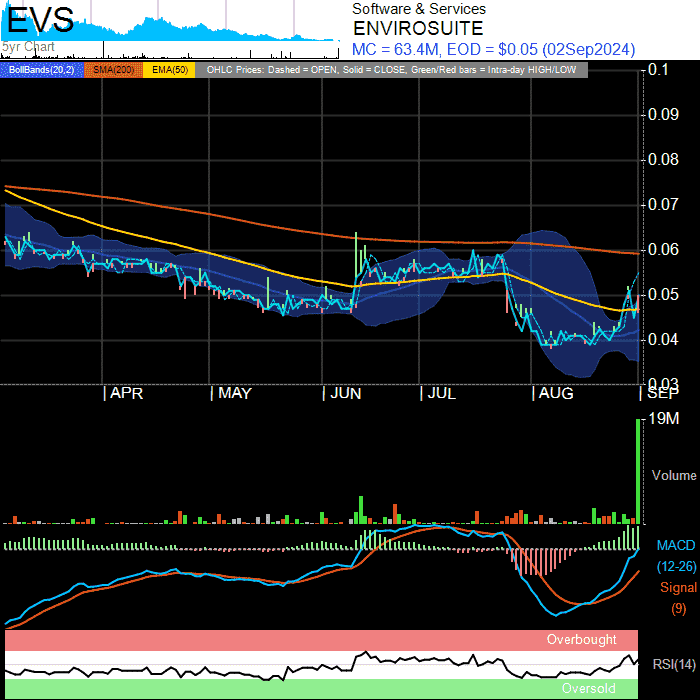 EVS
Software & Services
ENVIROSUITE
5yr Chart
MC = 63.4M, EOD = $0.05 (02Sep2024)
BollBands(20,2) SMA(200) EMA(50) OHLC Prices: Dashed = OPEN, Solid = CLOSE, Green/Red bars = Intra-day HIGH/LOW
0.1
0.09
0.08
0.07
0.06
0.05
0.04
0.03
APR MAY JUN JUL AUG SEP
19M
Volume
MACD
(12-26)
Signal
(9)
Overbought
RSI(14)
Oversold